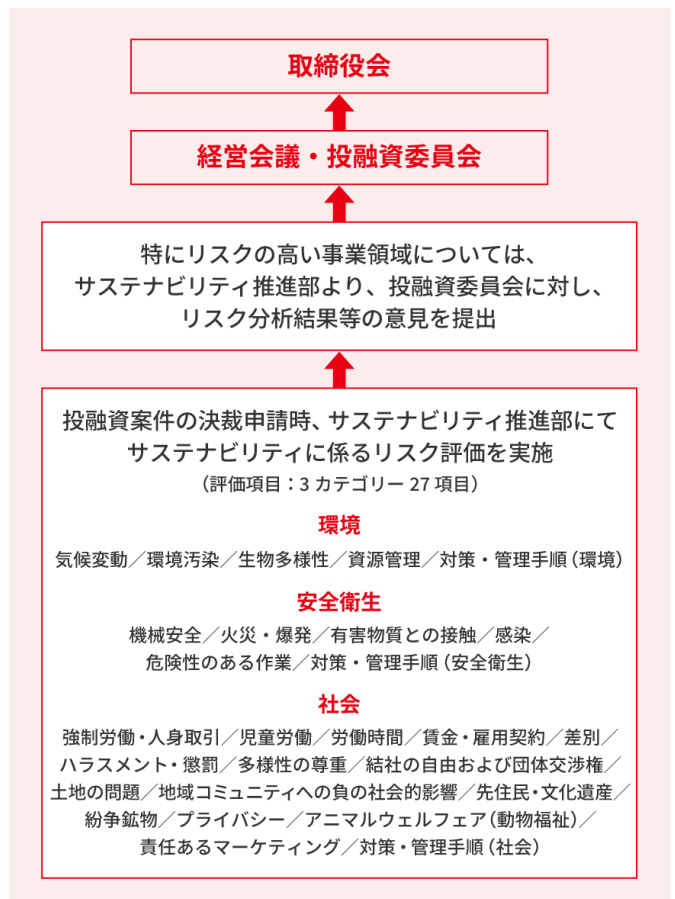 取締役会
経営会議・投融資委員会
特にリスクの高い事業領域については、
サステナビリティ推進部より、投融資委員会に対し、
リスク分析結果等の意見を提出
投融資案件の決裁申請時、サステナビリティ推進部にて
サステナビリティに係るリスク評価を実施
（評価項目：3 カテゴリー 27 項目）
環境
気候変動／環境汚染／生物多様性／資源管理／対策・管理手順（環境）
安全衛生
機械安全／火災・爆発／有害物質との接触／感染／
危険性のある作業／対策・管理手順（安全衛生）
社会
強制労働・人身取引／児童労働／労働時間／賃金・雇用契約／差別／
ハラスメント・懲罰／多様性の尊重／結社の自由および団体交渉権／
土地の問題／地域コミュニティへの負の社会的影響／先住民・文化遺産／
紛争鉱物／プライバシー／アニマルウェルフェア（動物福祉）／
責任あるマーケティング／対策・管理手順（社会）